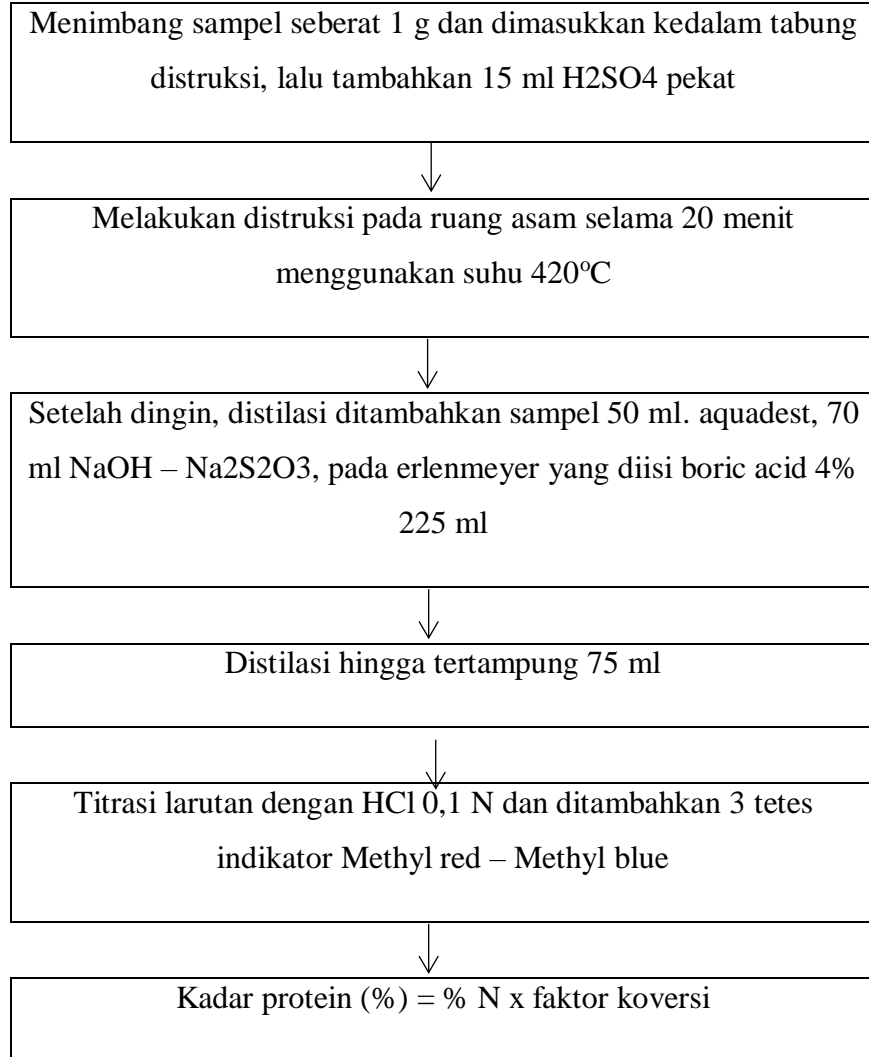 Menimbang sampel seberat 1 g dan dimasukkan kedalam tabung
distruksi, lalu tambahkan 15 ml H2SO4 pekat
Melakukan distruksi pada ruang asam selama 20 menit
menggunakan suhu 420°C
Setelah dingin, distilasi ditambahkan sampel 50 ml. aquadest, 70
ml NaOH – Na2S2O3, pada erlenmeyer yang diisi boric acid 4%
225 ml
Distilasi hingga tertampung 75 ml
Titrasi larutan dengan HCl 0,1 N dan ditambahkan 3 tetes
indikator Methyl red – Methyl blue
Kadar protein (%) = % N x faktor koversi